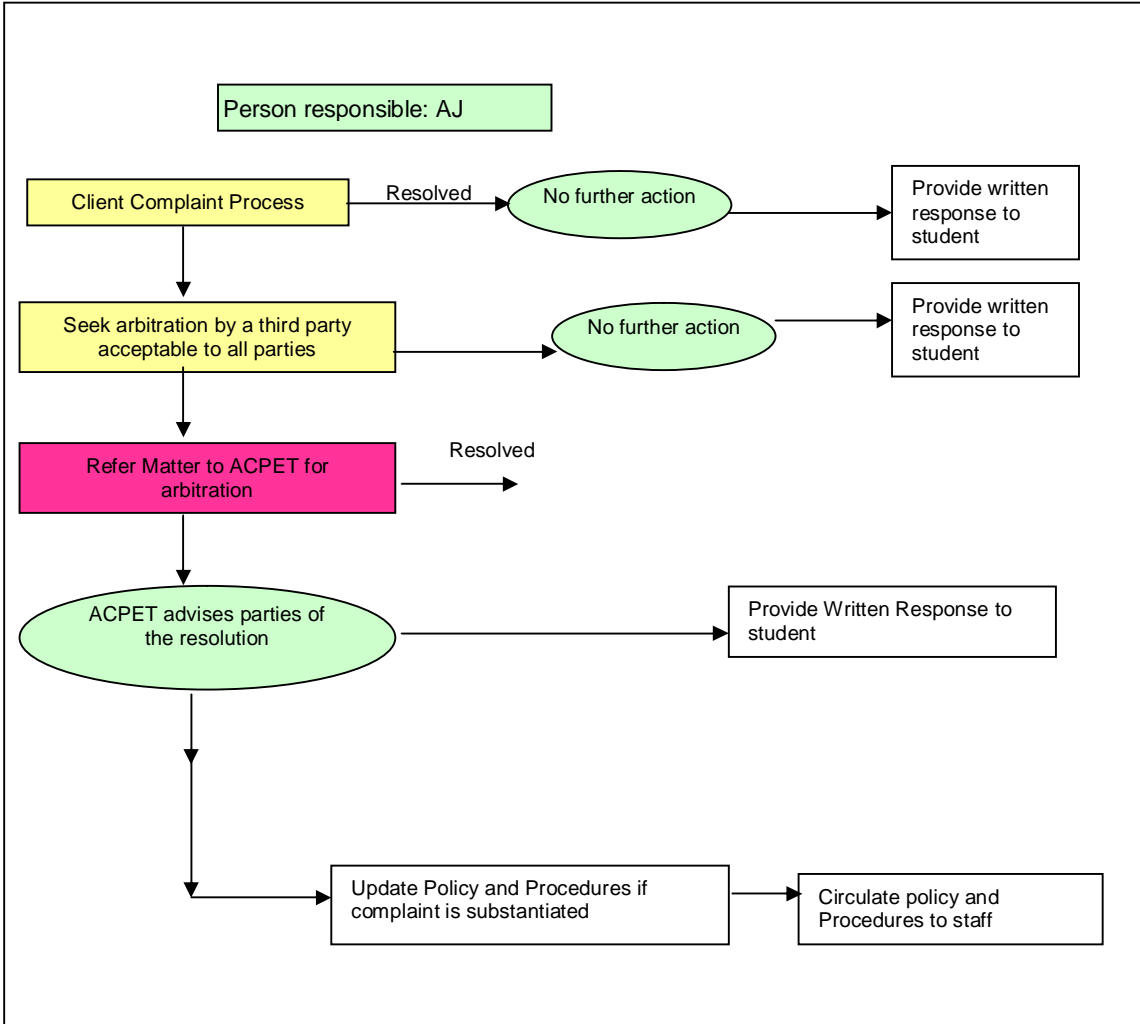 Person responsible: AJ
Client Complaint Process
Resolved
No further action
Provide written
response to
student
Seek arbitration by a third party
acceptable to all parties
No further action
Provide written
response to
student
Refer Matter to ACPET for
arbitration
Resolved
ACPET advises parties of
the resolution
Provide Written Response to
student
Update Policy and Procedures if
complaint is substantiated
Circulate policy and
Procedures to staff